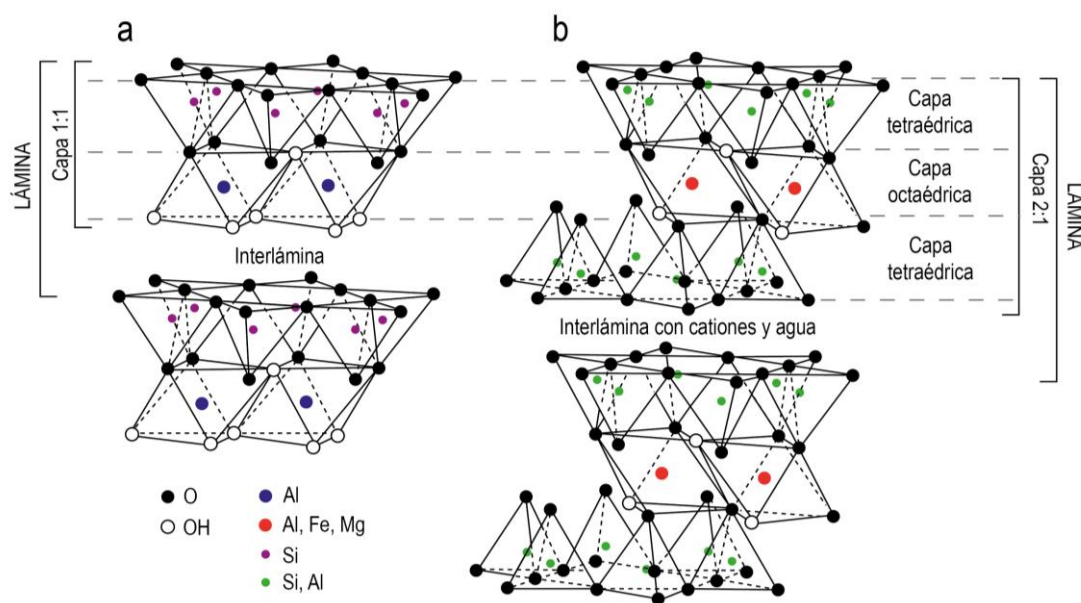 a
b
LÁMINA
Capa 1:1
Interlámina
Capa
tetraédrica
Capa
octaédrica
Capa
tetraédrica
Capa 2:1
LÁMINA
Interlámina con cationes y agua
O
OH
Al
Al, Fe, Mg
Si
Si, Al